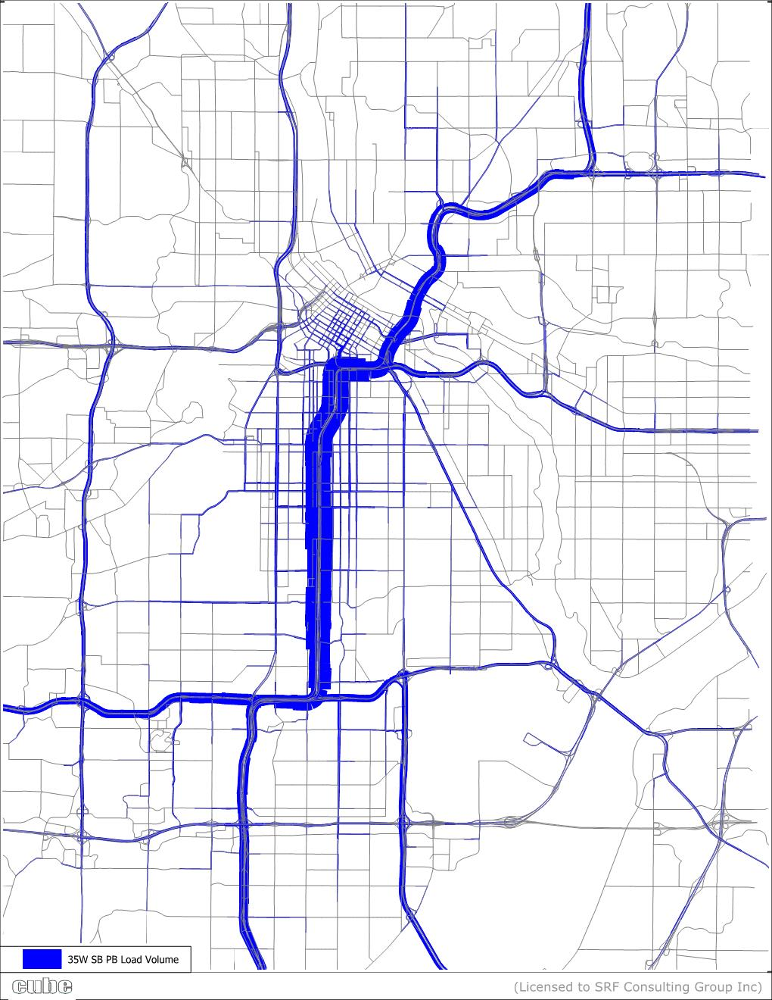 35W SB PB Load Volume
cube
(Licensed to SRF Consulting Group Inc)